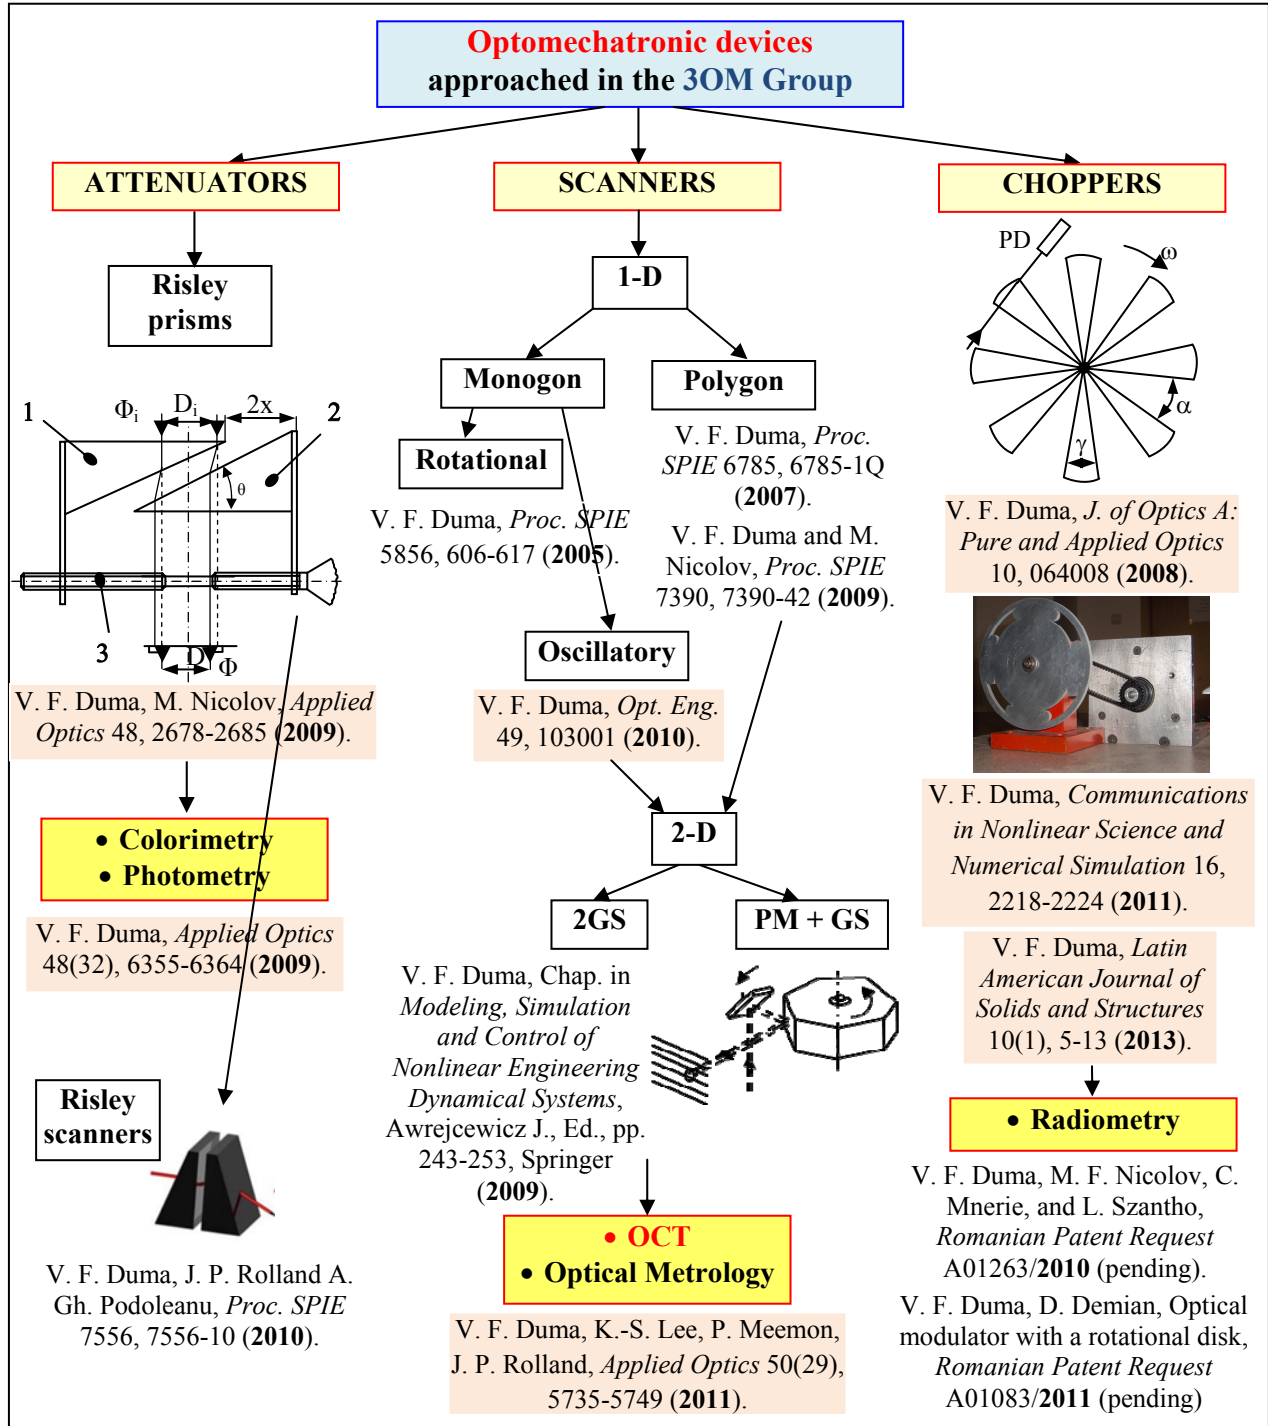 Optomechatronic devices
approached in the 3OM Group
ATTENUATORS
Risley
prisms
1
Φi
Di
2x
2
θ
3
D
Φ
V. F. Duma, M. Nicolov, Applied
Optics 48, 2678-2685 (2009).
• Colorimetry
• Photometry
V. F. Duma, Applied Optics
48(32), 6355-6364 (2009).
Risley
scanners
V. F. Duma, J. P. Rolland A.
Gh. Podoleanu, Proc. SPIE
7556, 7556-10 (2010).
SCANNERS
1-D
Monogon
Polygon
Rotational
V. F. Duma, Proc. SPIE
5856, 606-617 (2005).
V. F. Duma, Proc.
SPIE 6785, 6785-1Q
(2007).
V. F. Duma and M.
Nicolov, Proc. SPIE
7390, 7390-42 (2009).
Oscillatory
V. F. Duma, Opt. Eng.
49, 103001 (2010).
2-D
2GS
PM + GS
V. F. Duma, Chap. in
Modeling, Simulation
and Control of
Nonlinear Engineering
Dynamical Systems,
Awrejcewicz J., Ed., pp.
243-253, Springer
(2009).
• OCT
• Optical Metrology
V. F. Duma, K.-S. Lee, P. Meemon,
J. P. Rolland, Applied Optics 50(29),
5735-5749 (2011).
CHOPPERS
PD
ω
α
γ
V. F. Duma, J. of Optics A:
Pure and Applied Optics
10, 064008 (2008).
V. F. Duma, Communications
in Nonlinear Science and
Numerical Simulation 16,
2218-2224 (2011).
V. F. Duma, Latin
American Journal of
Solids and Structures
10(1), 5-13 (2013).
• Radiometry
V. F. Duma, M. F. Nicolov, C.
Mnerie, and L. Szantho,
Romanian Patent Request
A01263/2010 (pending).
V. F. Duma, D. Demian, Optical
modulator with a rotational disk,
Romanian Patent Request
A01083/2011 (pending)